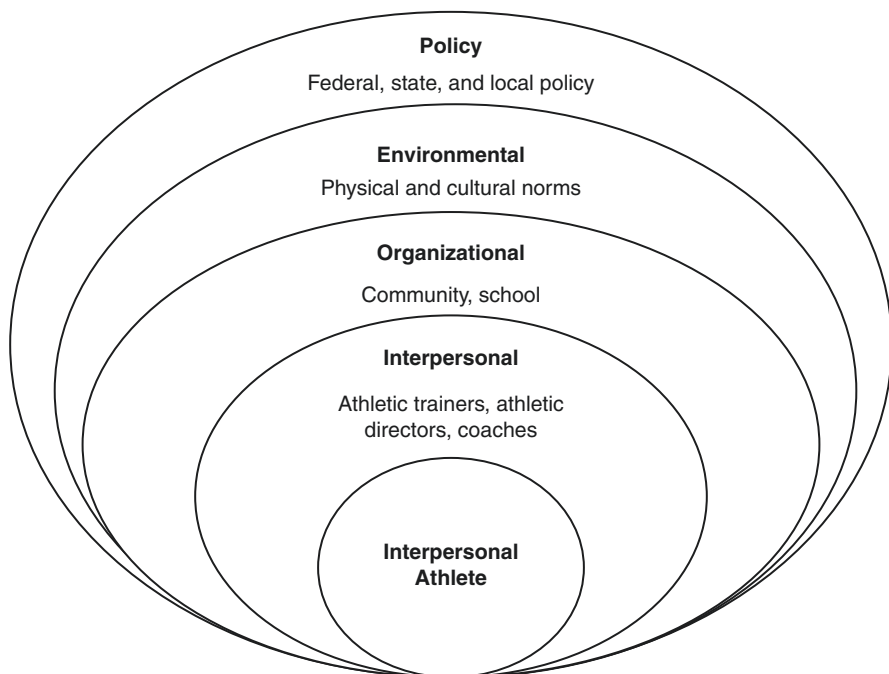 Policy
Federal, state, and local policy
Environmental
Physical and cultural norms
Organizational
Community, school
Interpersonal
Athletic trainers, athletic
directors, coaches
Interpersonal
Athlete